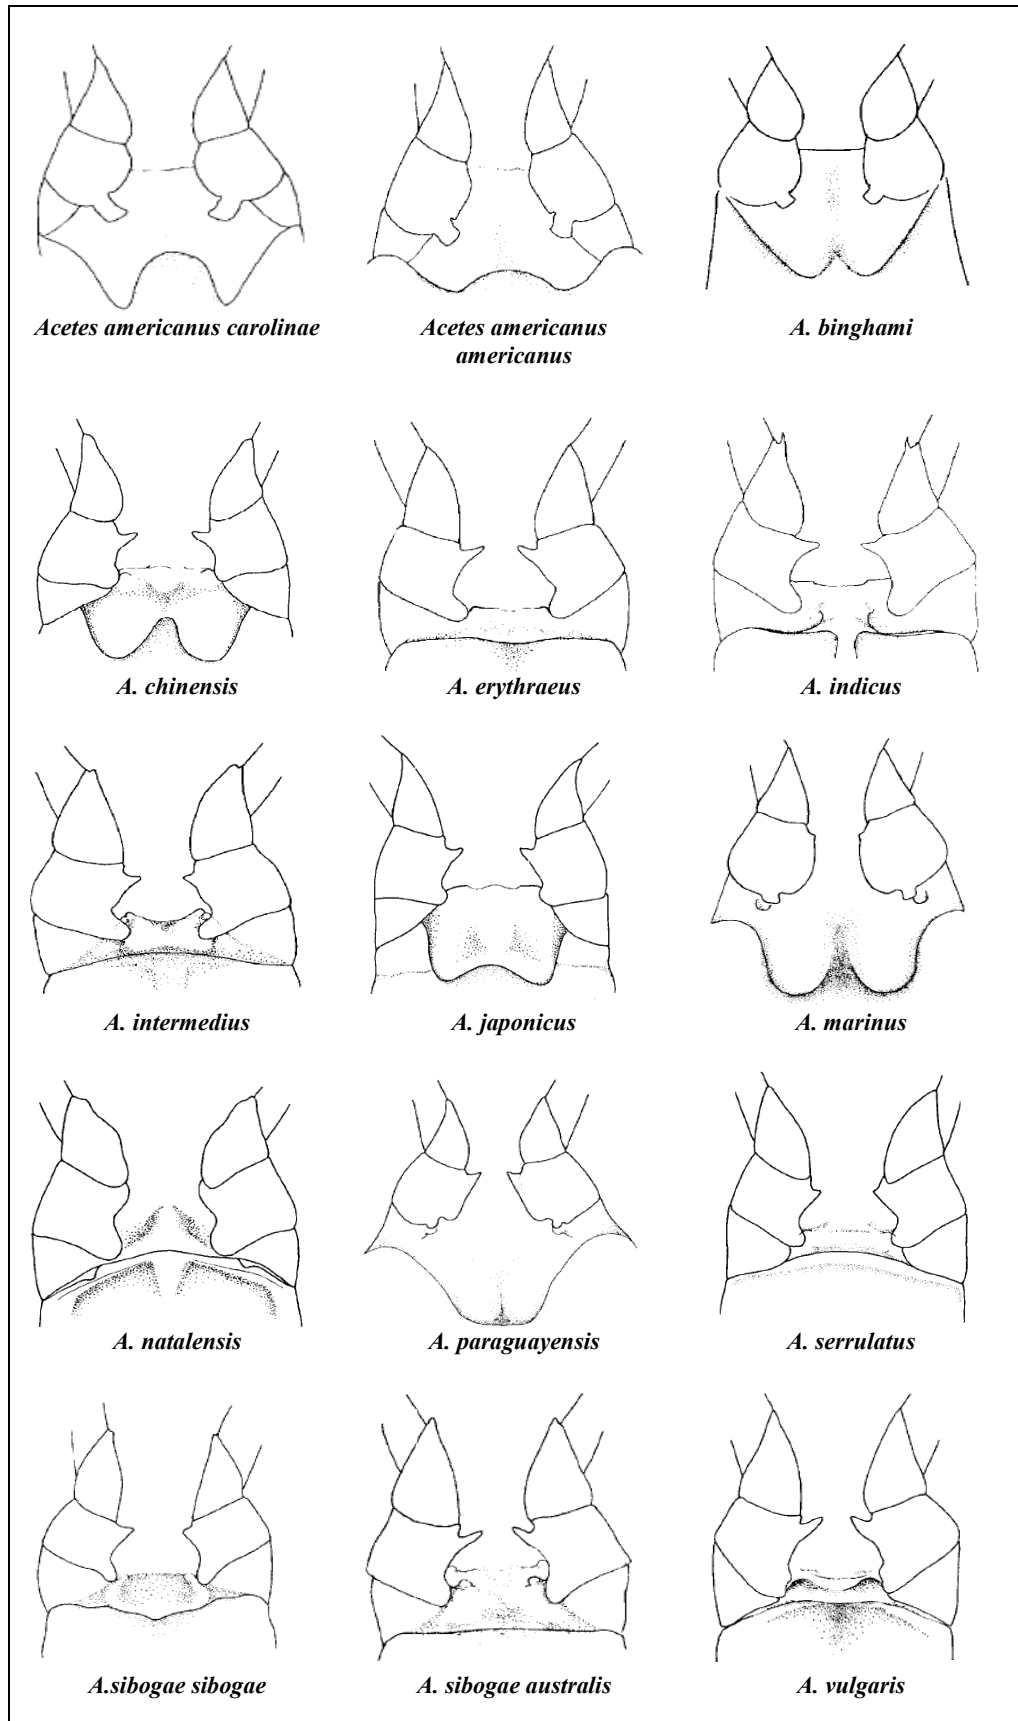 Acetes americanus carolinae
Acetes americanus
americanus
A. binghami
A. chinensis
A. erythraeus
A. indicus
A. intermedius
A. japonicus
A. marinus
A. natalensis
A. paraguayensis
A. serrulatus
A.sibogae sibogae
A. sibogae australis
A. vulgaris